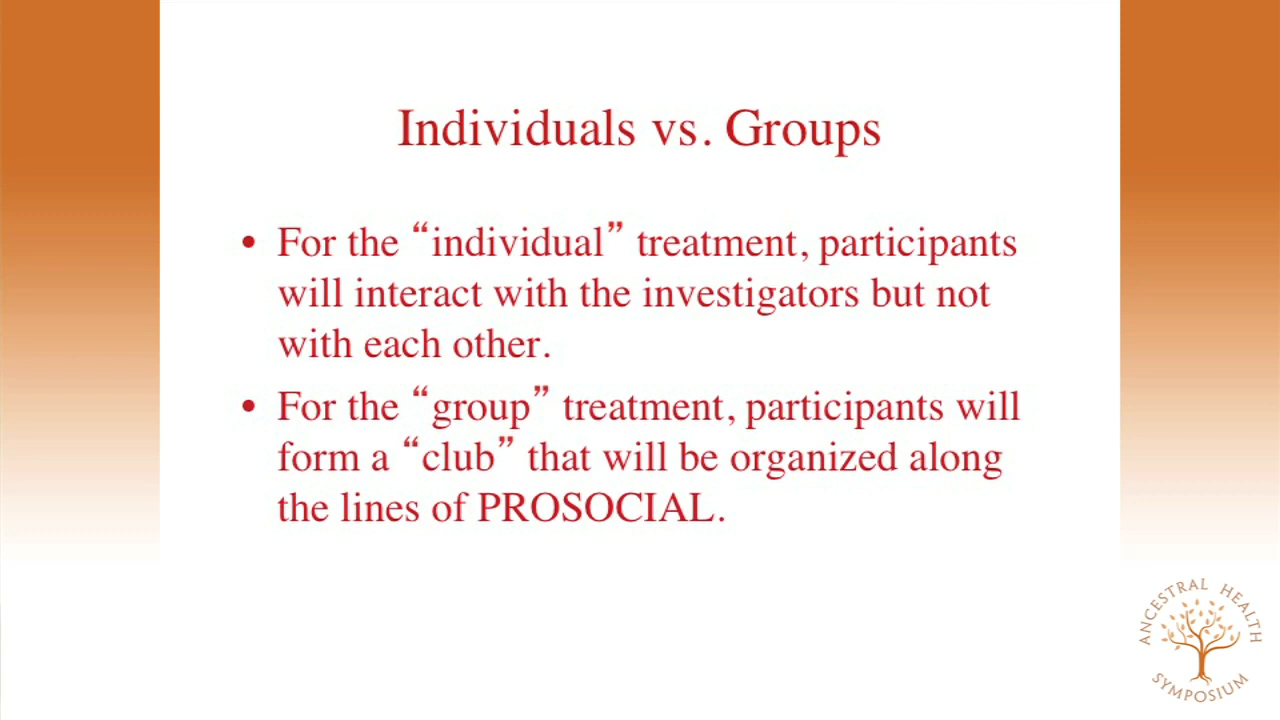 Individuals vs. Groups
• For the “individual” treatment, participants
will interact with the investigators but not
with each other.
• For the “group” treatment, participants will
form a “club” that will be organized along
the lines of PROSOCIAL.
ANCESTRAL HEALTH
SYMPOSIUM